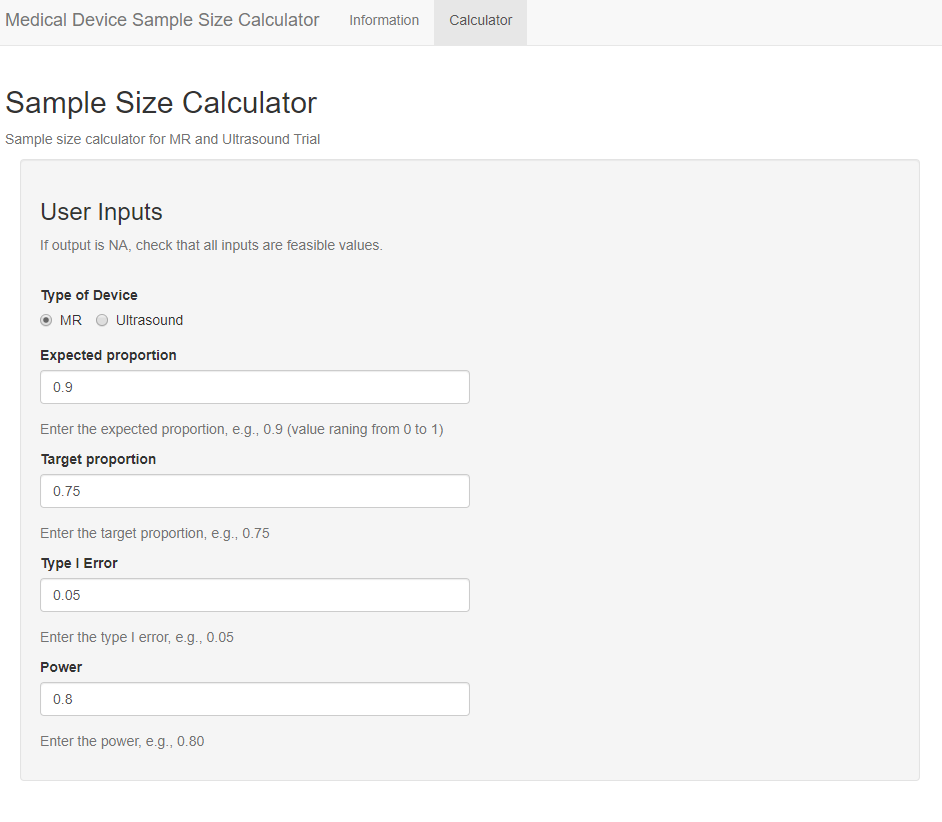 Medical Device Sample Size Calculator Information Calculator
Sample Size Calculator
Sample size calculator for MR and Ultrasound Trial
User Inputs
If output is NA, check that all inputs are feasible values.
Type of Device
MR Ultrasound
Expected proportion
0.9
Enter the expected proportion, e.g., 0.9 (value raning from 0 to 1)
Target proportion
0.75
Enter the target proportion, e.g., 0.75
Type I Error
0.05
Enter the type I error, e.g., 0.05
Power
0.8
Enter the power, e.g., 0.80